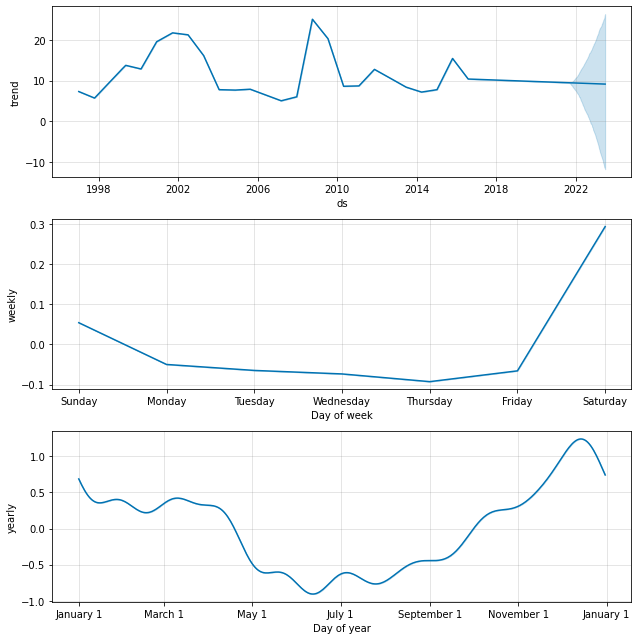 trend
20
10
0
−10
1998 2002 2006 2010 2014 2018 2022
ds
weekly
0.3
0.2
0.1
0.0
−0.1
Sunday Monday Tuesday Wednesday Thursday Friday Saturday
Day of week
yearly
1.0
0.5
0.0
−0.5
−1.0
January 1 March 1 May 1 July 1 September 1 November 1 January 1
Day of year